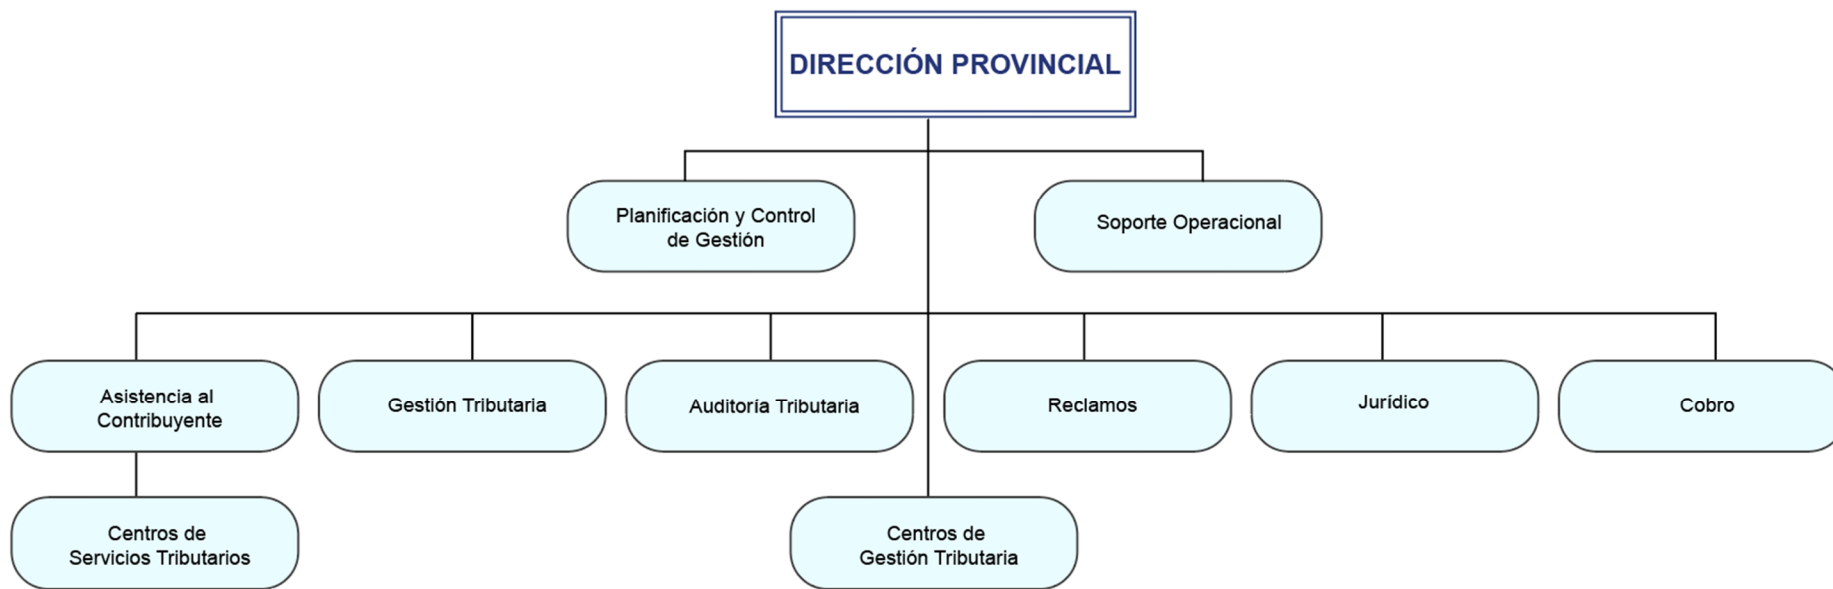 DIRECCIÓN PROVINCIAL
Planificación y Control
de Gestión
Soporte Operacional
Asistencia al
Contribuyente
Gestión Tributaria
Auditoría Tributaria
Reclamos
Jurídico
Cobro
Centros de
Servicios Tributarios
Centros de
Gestión Tributaria